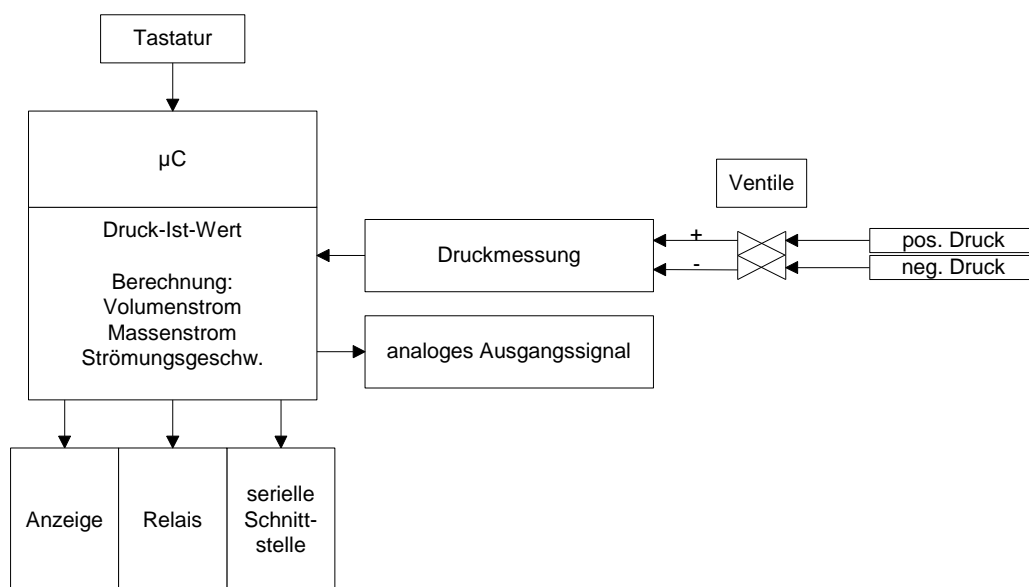 Tastatur
µC
Ventile
Druck-Ist-Wert
Berechnung:
Volumenstrom
Massenstrom
Strömungsgeschw.
Druckmessung
+
-
pos. Druck
neg. Druck
analoges Ausgangssignal
Anzeige
Relais
serielle
Schnitt-
stelle